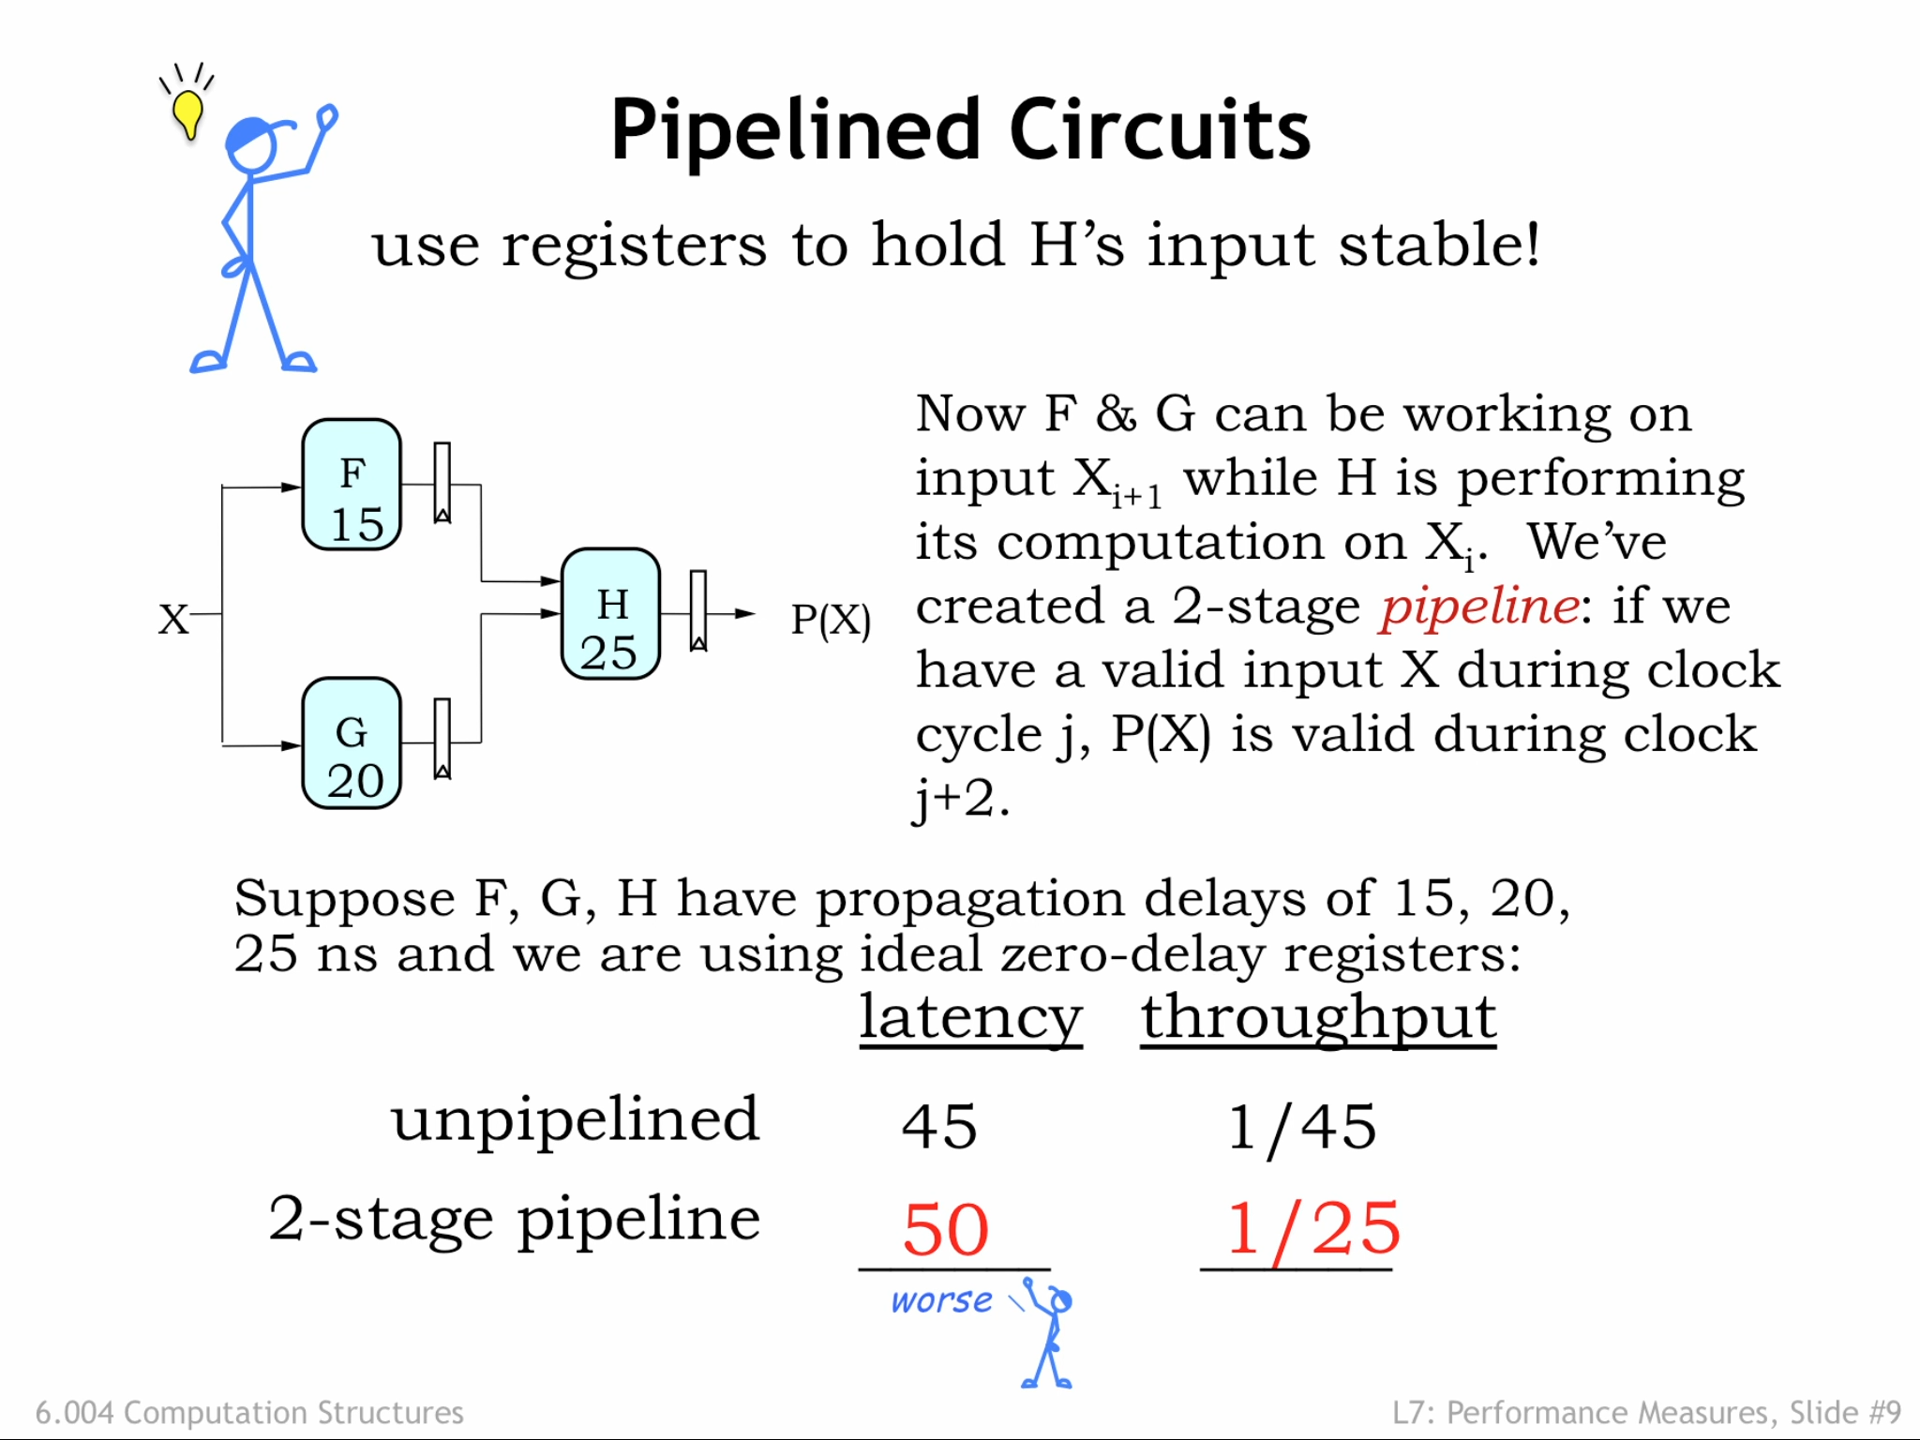 Pipelined Circuits
use registers to hold H's input stable!
F
15
X
H
25
P(X)
G
20
Now F & G can be working on
input Xi+1 while H is performing
its computation on Xi. We've
created a 2-stage pipeline: if we
have a valid input X during clock
cycle j, P(X) is valid during clock
j+2.
Suppose F, G, H have propagation delays of 15, 20,
25 ns and we are using ideal zero-delay registers:
latency throughput
unpipelined 45 1/45
2-stage pipeline 50 1/25
worse
6.004 Computation Structures
L7: Performance Measures, Slide #9